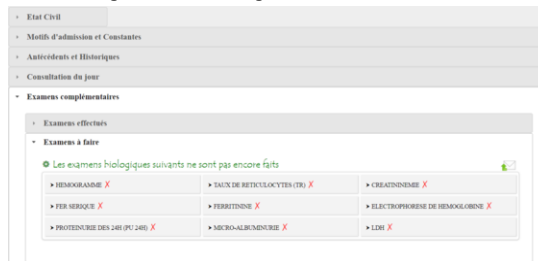 Etat Civil
Motifs d'admission et Constantes
Antécédents et Historiques
Consultation du jour
Examens complémentaires
Examens effectués
Examens à faire
Les examens biologiques suivants ne sont pas encore faits
HEMOGRAMME X TAUX DE RETICULOCYTES (TR) X CREATININEMIE X
FER SERIQUE X FERRITININE X ELECTROPHORESE DE HEMOGLOBINE X
PROTEINURIE DES 24H (PU 24H) X MICRO-ALBUMINURIE X LDH X